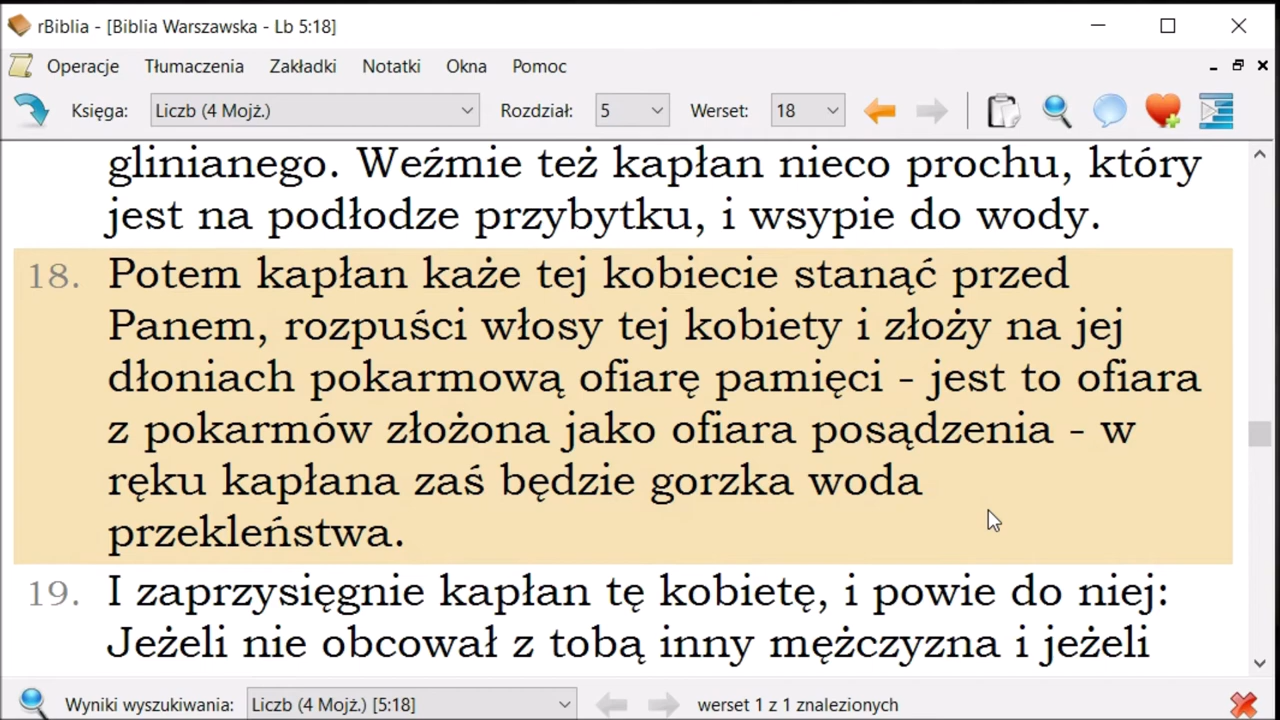 rBiblia - [Biblia Warszawska - Lb 5:18]
Operacje Tłumaczenia Zakładki Notatki Okna Pomoc
Księga: Liczb (4 Mojż.) Rozdział: 5 Werset: 18
glinianego. Weźmie też kapłan nieco prochu, który
jest na podłodze przybytku, i wsypie do wody.
18. Potem kapłan każe tej kobiecie stanąć przed
Panem, rozpuści włosy tej kobiety i złoży na jej
dłoniach pokarmową ofiarę pamięci - jest to ofiara
z pokarmów złożona jako ofiara posądzenia - w
ręku kapłana zaś będzie gorzka woda
przekleństwa.
19. I zaprzysięgnie kapłan tę kobietę, i powie do niej:
Jeżeli nie obcował z tobą inny mężczyzna i jeżeli
Wyniki wyszukiwania: Liczb (4 Mojż.) [5:18] werset 1 z 1 znalezionych